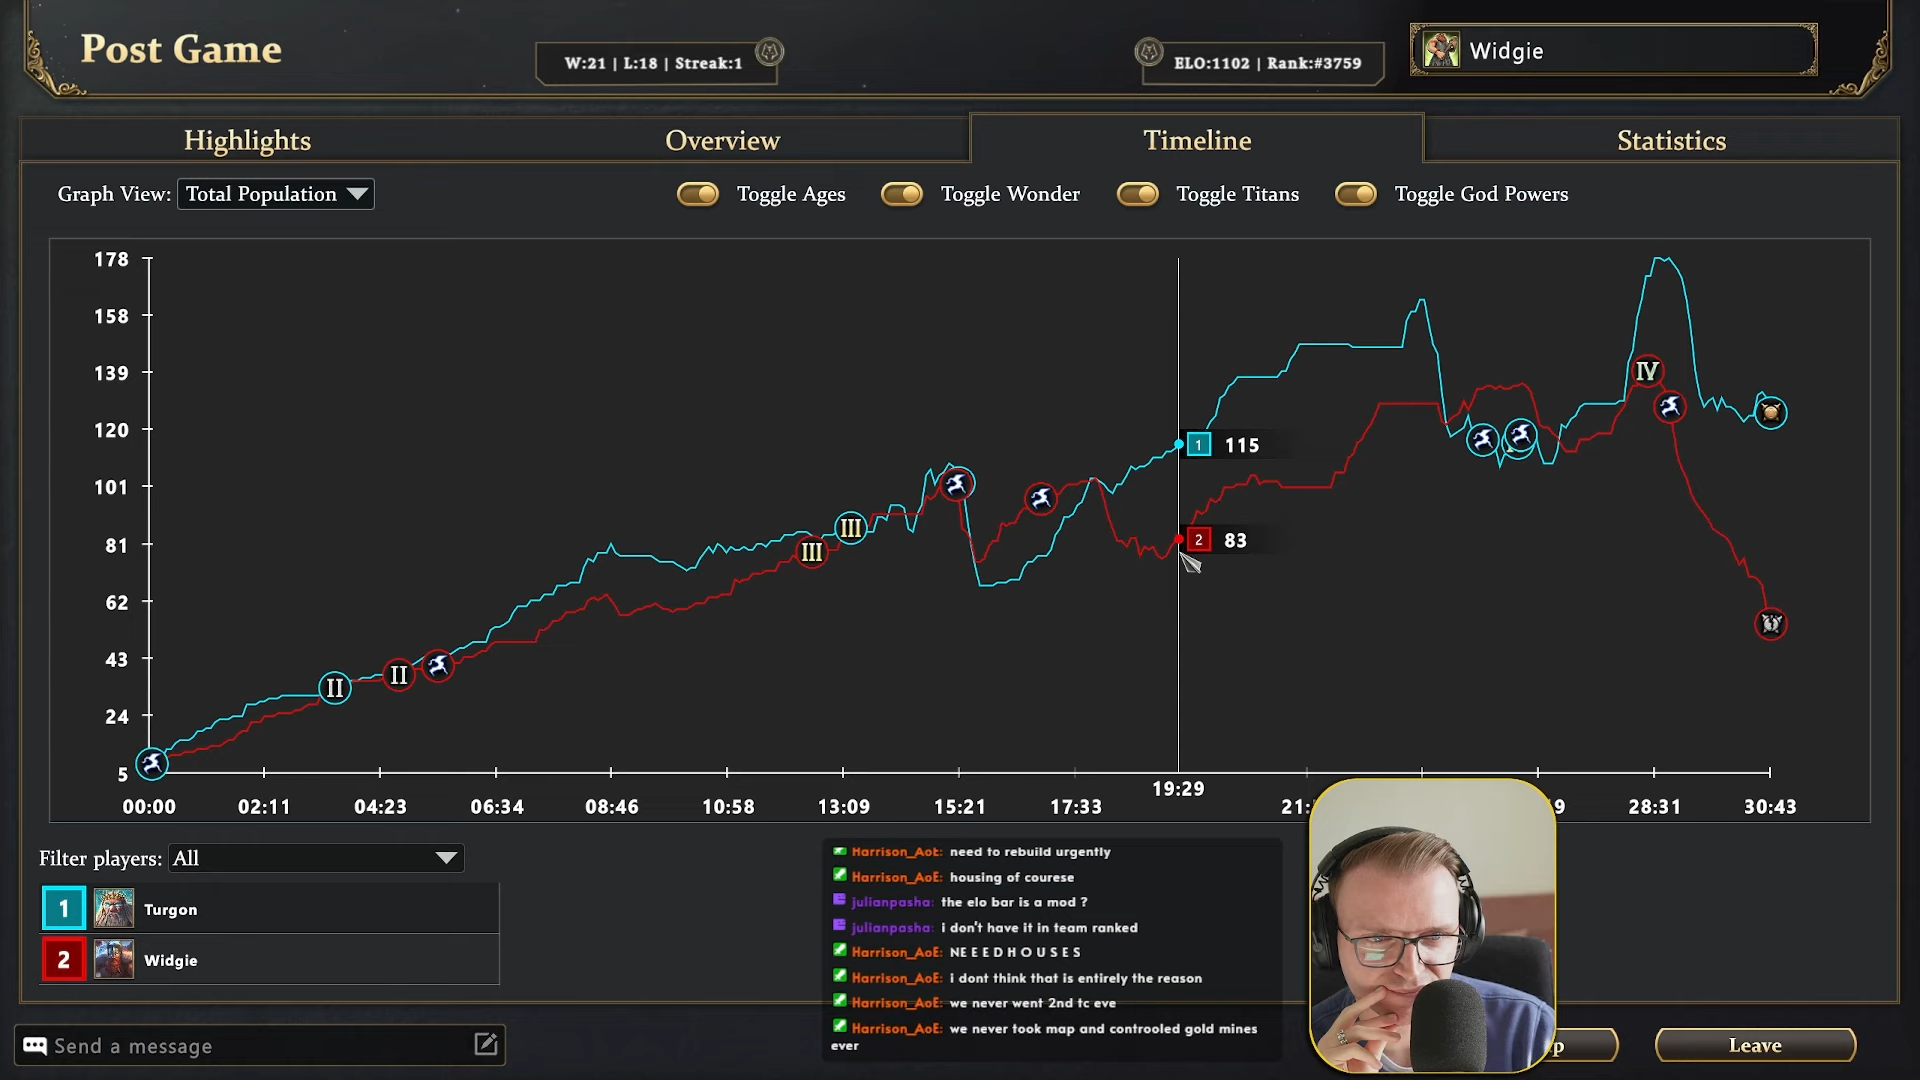 Post Game
W:21 | L:18 | Streak:1
ELO:1102 | Rank:#3759
Widgie
Highlights
Overview
Timeline
Statistics
Graph View: Total Population
Toggle Ages
Toggle Wonder
Toggle Titans
Toggle God Powers
178
158
139
120
101
81
62
43
24
5
II
II
III
III
IV
1 115
2 83
19:29
00:00
02:11
04:23
06:34
08:46
10:58
13:09
15:21
17:33
28:31
30:43
Filter players: All
1 Turgon
2 Widgie
Harrison_AoE: need to rebuild urgently
Harrison_AoE: housing of courese
julianpasha: the elo bar is a mod ?
julianpasha: i don't have it in team ranked
Harrison_AoE: NEEEDHOUSES
Harrison_AoE: i dont think that is entirely the reason
Harrison_AoE: we never went 2nd tc eve
Harrison_AoE: we never took map and controoled gold mines
ever
Send a message
Leave